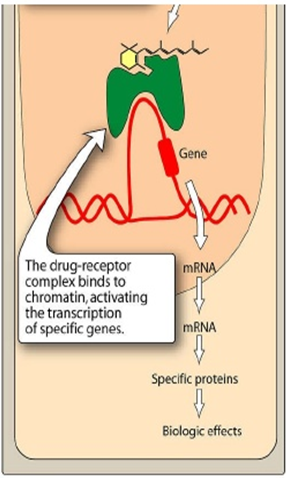 Gene
The drug-receptor
complex binds to
chromatin, activating
the transcription
of specific genes.
mRNA
mRNA
Specific proteins
Biologic effects